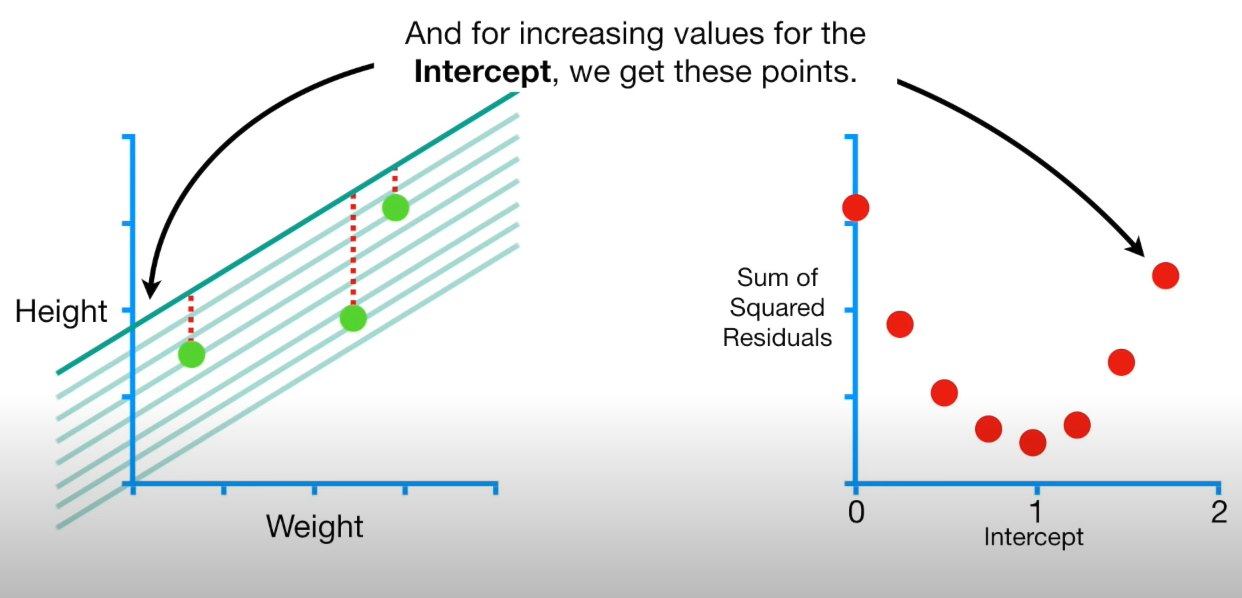 And for increasing values for the
Intercept, we get these points.
Height
Weight
Sum of
Squared
Residuals
0
1
2
Intercept